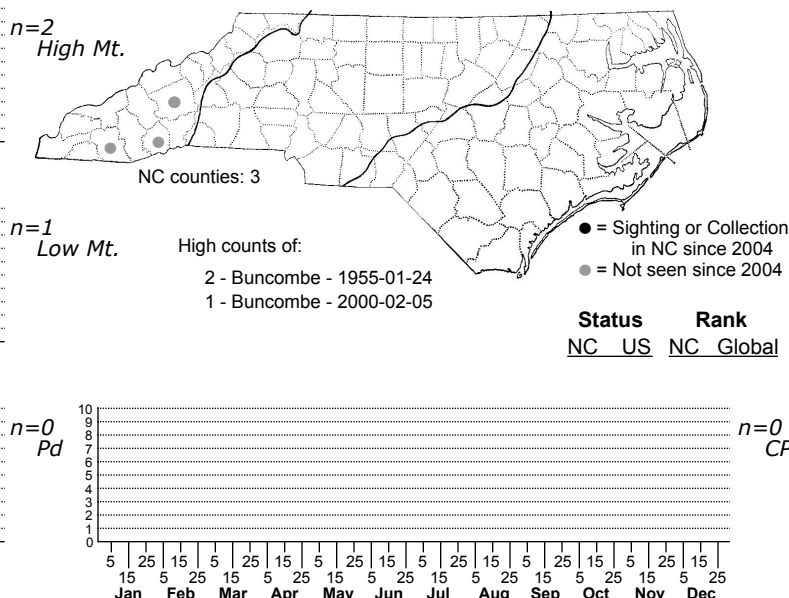 n=2
High Mt.
NC counties: 3
n=1
Low Mt.
High counts of:
2 - Buncombe - 1955-01-24
1 - Buncombe - 2000-02-05
● = Sighting or Collection
in NC since 2004
● = Not seen since 2004
Status Rank
NC US NC Global
n=0
Pd
10
9
8
7
6
5
4
3
2
1
0
n=0
CP
5 25 15 5 25 15 5 25 15 5 25 15 5 25 15 5 25 15
15 5 25 15 5 25 15 5 25 15 5 25 15 5 25 15 5 25
Jan Feb Mar Apr May Jun Jul Aug Sep Oct Nov Dec